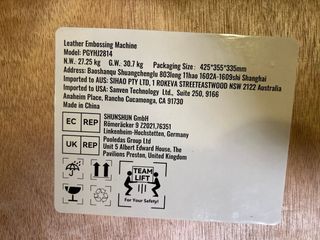 Leather Embossing Machine
Model: PGYHJ2814
N.W. 27.25 kg G.W. 30.7 kg Packaging Size: 425*355*335mm
Address: Baoshanqu Shuangchenglu 803long 11hao 1602A-1609shi Shanghai
Imported to AUS: SIHAO PTY LTD, 1 ROKEVA STREETEASTWOOD NSW 2122 Australia
Imported to USA: Sanven Technology Ltd., Suite 250, 9166
Anaheim Place, Rancho Cucamonga, CA 91730
Made in China
EC REP
SHUNSHUN GmbH
Römeräcker 9 Z2021,76351
Linkenheim-Hochstetten, Germany
UK REP
Pooledas Group Ltd
Unit 5 Albert Edward House, The
Pavilions Preston, United Kingdom
TEAM
LIFT
For Your Safety!